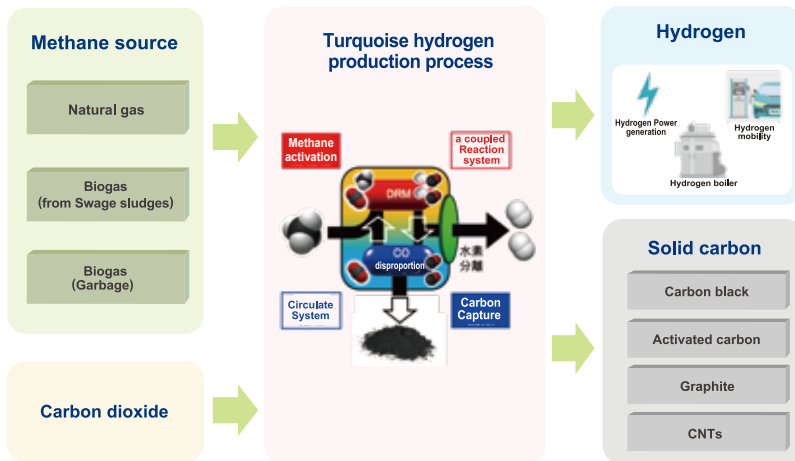 Methane source
Natural gas
Biogas
(from Swage sludges)
Biogas
(Garbage)
Carbon dioxide
Turquoise hydrogen
production process
Methane
activation
a coupled
Reaction
system
DRM
CO
disproportion
水素
分離
Circulate
System
Carbon
Capture
Hydrogen
Hydrogen Power
generation
Hydrogen
mobility
Hydrogen boiler
Solid carbon
Carbon black
Activated carbon
Graphite
CNTs